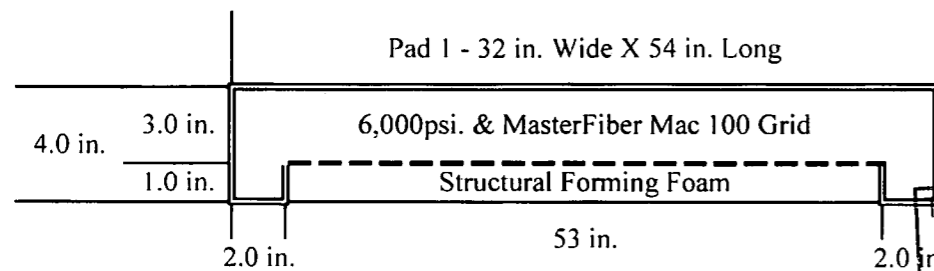 Pad 1 - 32 in. Wide X 54 in. Long
3.0 in.
6,000psi. & MasterFiber Mac 100 Grid
4.0 in.
1.0 in.
Structural Forming Foam
2.0 in.
53 in.
2.0 in